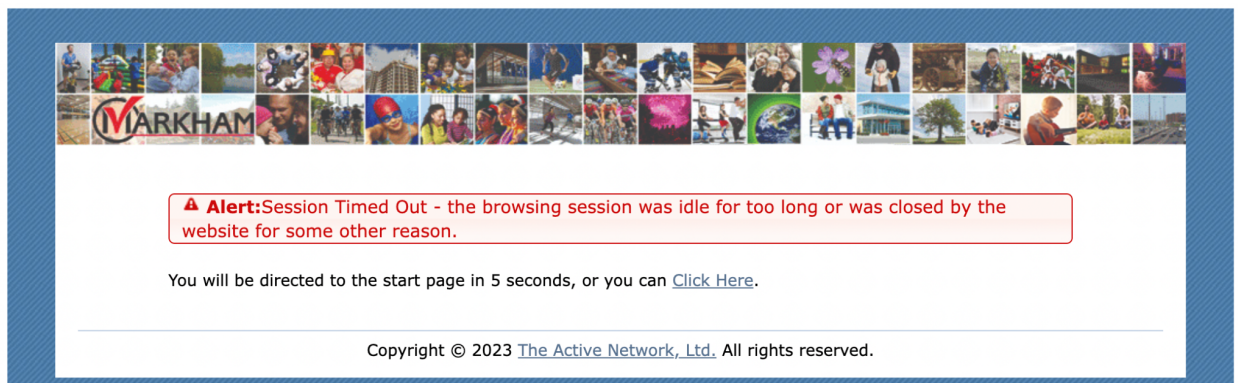 MARKHAM
Alert:Session Timed Out - the browsing session was idle for too long or was closed by the
website for some other reason.
You will be directed to the start page in 5 seconds, or you can Click Here.
Copyright © 2023 The Active Network, Ltd. All rights reserved.